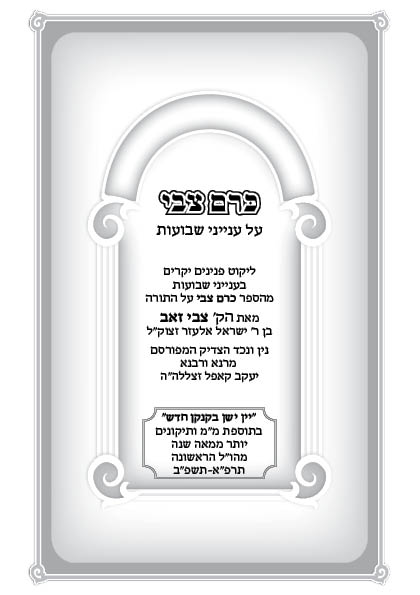 כרם צבי
על ענייני שבועות
ליקוט פנינים יקרים
בענייני שבועות
מהספר כרם צבי על התורה
מאת הק' צבי זאב
בן ר' ישראל אלעזר זצוק"ל
נין ונכד הצדיק המפורסם
מרנא ורבנא
יעקב קאפל זצללה"ה
"יין ישן בקנקן חדש"
בתוספת מ"מ ותיקונים
יותר ממאה שנה
מהו"ל הראשונה
תרפ"א-תשפ"ב